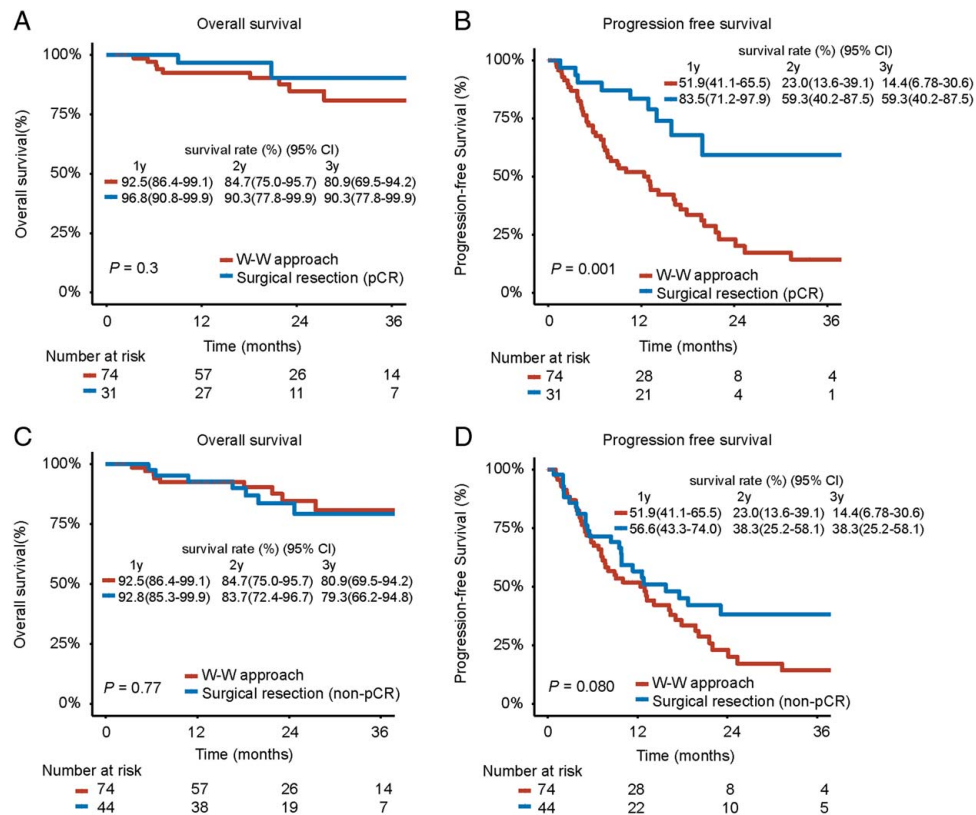 A
Overall survival
Overall survival(%)
100%
75%
50%
25%
0%
survival rate (%) (95% CI)
1y 2y 3y
92.5(86.4-99.1) 84.7(75.0-95.7) 80.9(69.5-94.2)
96.8(90.8-99.9) 90.3(77.8-99.9) 90.3(77.8-99.9)
P = 0.3
W-W approach
Surgical resection (pCR)
0 12 24 36
Time (months)
Number at risk
74 57 26 14
31 27 11 7
B
Progression free survival
Progression-free Survival (%)
100%
75%
50%
25%
0%
survival rate (%) (95% CI)
1y 2y 3y
51.9(41.1-65.5) 23.0(13.6-39.1) 14.4(6.78-30.6)
83.5(71.2-97.9) 59.3(40.2-87.5) 59.3(40.2-87.5)
P = 0.001
W-W approach
Surgical resection (pCR)
0 12 24 36
Time (months)
Number at risk
74 28 8 4
31 21 4 1
C
Overall survival
Overall survival(%)
100%
75%
50%
25%
0%
survival rate (%) (95% CI)
1y 2y 3y
92.5(86.4-99.1) 84.7(75.0-95.7) 80.9(69.5-94.2)
92.8(85.3-99.9) 83.7(72.4-96.7) 79.3(66.2-94.8)
P = 0.77
W-W approach
Surgical resection (non-pCR)
0 12 24 36
Time (months)
Number at risk
74 57 26 14
44 38 19 7
D
Progression free survival
Progression-free Survival (%)
100%
75%
50%
25%
0%
survival rate (%) (95% CI)
1y 2y 3y
51.9(41.1-65.5) 23.0(13.6-39.1) 14.4(6.78-30.6)
56.6(43.3-74.0) 38.3(25.2-58.1) 38.3(25.2-58.1)
P = 0.080
W-W approach
Surgical resection (non-pCR)
0 12 24 36
Time (months)
Number at risk
74 28 8 4
44 22 10 5